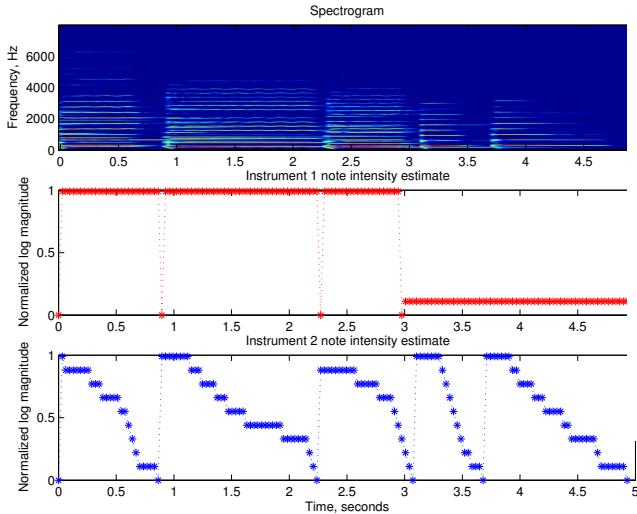 Spectrogram
Frequency, Hz
8000
6000
4000
2000
0
0 0.5 1 1.5 2 2.5 3 3.5 4 4.5
Instrument 1 note intensity estimate
Normalized log magnitude
1
0.5
0
0 0.5 1 1.5 2 2.5 3 3.5 4 4.5
Instrument 2 note intensity estimate
Normalized log magnitude
1
0.5
0
0 0.5 1 1.5 2 2.5 3 3.5 4 4.5 5
Time, seconds